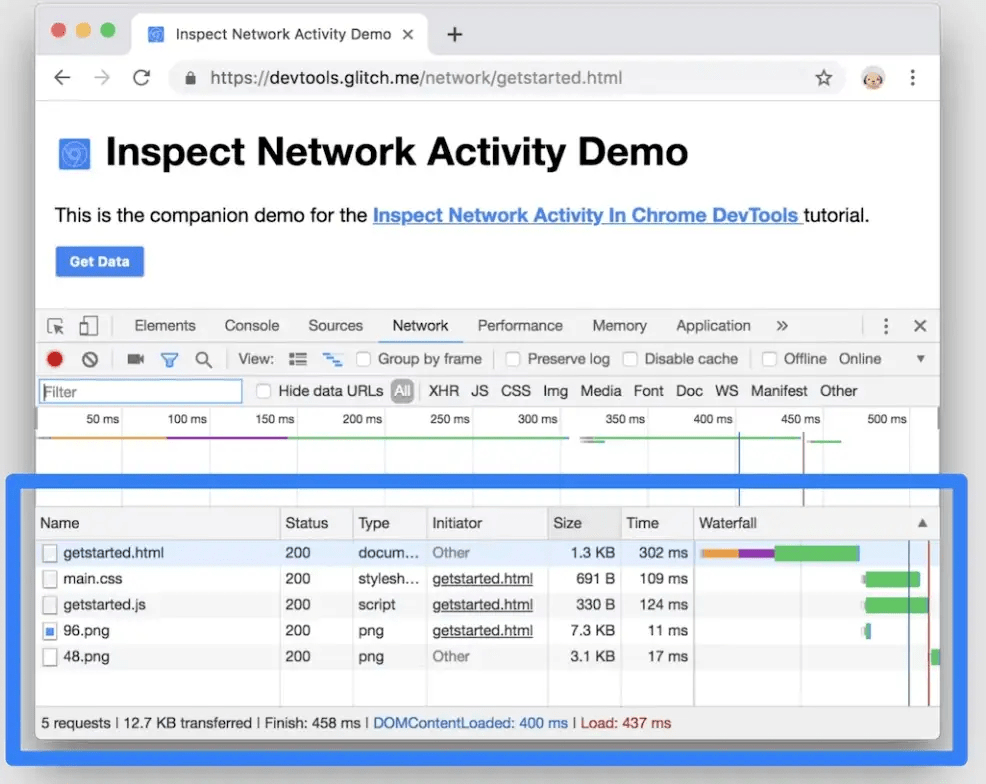 Inspect Network Activity Demo
https://devtools.glitch.me/network/getstarted.html
Inspect Network Activity Demo
This is the companion demo for the Inspect Network Activity In Chrome DevTools tutorial.
Get Data
Elements Console Sources Network Performance Memory Application
View: Group by frame Preserve log Disable cache Offline Online
Filter Hide data URLs All XHR JS CSS Img Media Font Doc WS Manifest Other
50 ms 100 ms 150 ms 200 ms 250 ms 300 ms 350 ms 400 ms 450 ms 500 ms
Name Status Type Initiator Size Time Waterfall
getstarted.html 200 docum... Other 1.3 KB 302 ms
main.css 200 stylesh... getstarted.html 691 B 109 ms
getstarted.js 200 script getstarted.html 330 B 124 ms
96.png 200 png getstarted.html 7.3 KB 11 ms
48.png 200 png Other 3.1 KB 17 ms
5 requests | 12.7 KB transferred | Finish: 458 ms | DOMContentLoaded: 400 ms | Load: 437 ms